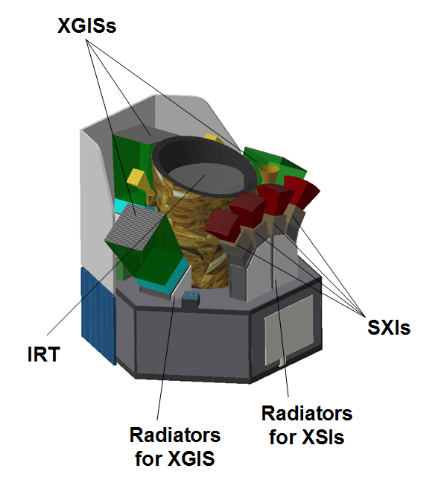 XGISs
SXIs
IRT
Radiators
for XGIS
Radiators
for XSIs